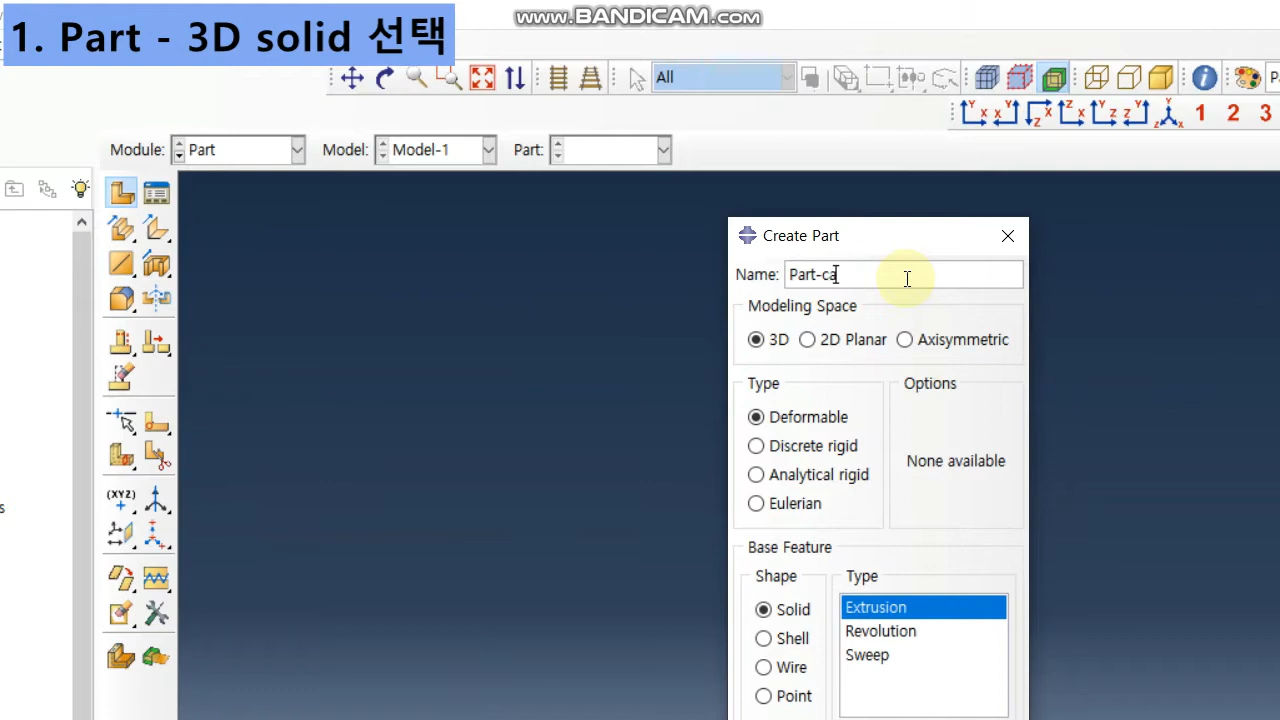 www.BANDICAM.com
1. Part - 3D solid 선택
All
1 2 3
Module: Part Model: Model-1 Part:
Create Part
Name: Part-ca
Modeling Space
3D 2D Planar Axisymmetric
Type
Options
Deformable
Discrete rigid
Analytical rigid
Eulerian
None available
Base Feature
Shape
Type
Solid
Shell
Wire
Point
Extrusion
Revolution
Sweep
(XYZ)
s